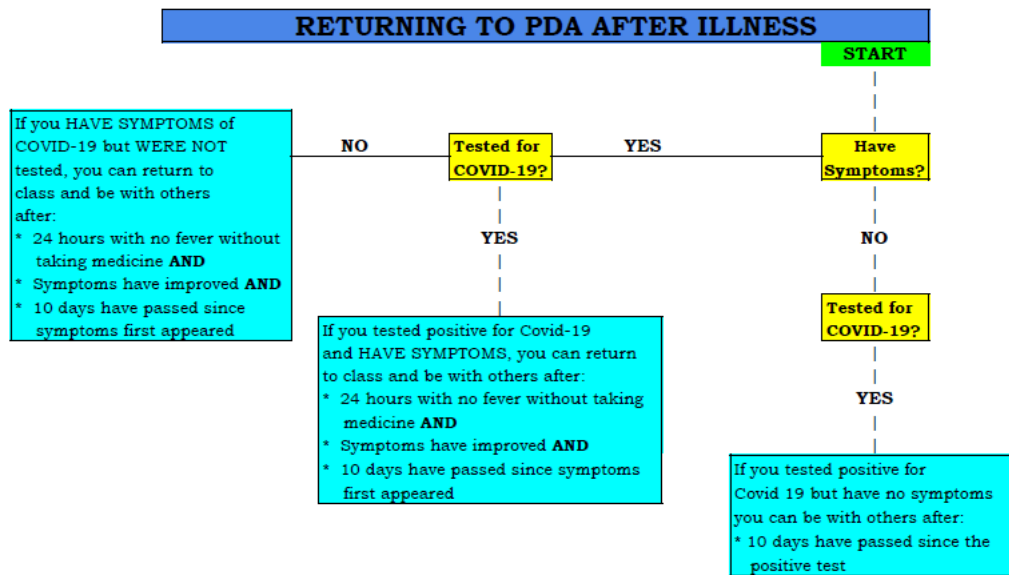 RETURNING TO PDA AFTER ILLNESS
START
Have
Symptoms?
YES
Tested for
COVID-19?
NO
If you HAVE SYMPTOMS of
COVID-19 but WERE NOT
tested, you can return to
class and be with others
after:
* 24 hours with no fever without
taking medicine AND
* Symptoms have improved AND
* 10 days have passed since
symptoms first appeared
YES
If you tested positive for Covid-19
and HAVE SYMPTOMS, you can return
to class and be with others after:
* 24 hours with no fever without taking
medicine AND
* Symptoms have improved AND
* 10 days have passed since symptoms
first appeared
NO
Tested for
COVID-19?
YES
If you tested positive for
Covid 19 but have no symptoms
you can be with others after:
* 10 days have passed since the
positive test